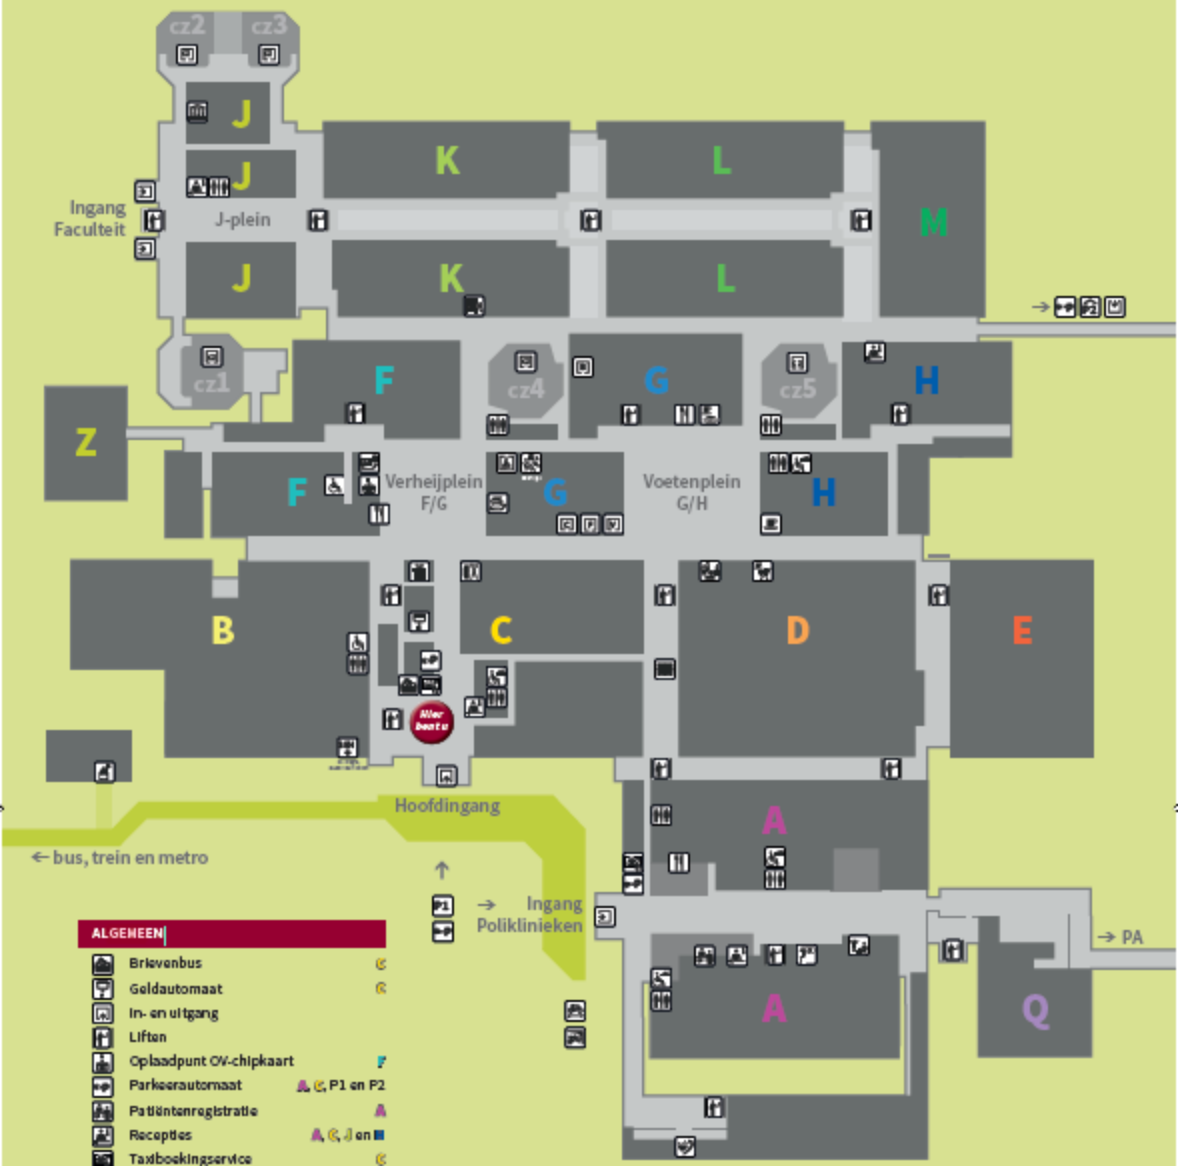 cz2 cz3
J
J
K
L
M
Ingang
Faculteit
J-plein
J
K
L
cz1
F
cz4
G
cz5
H
Z
F
Verheijplein
F/G
G
Voetenplein
G/H
H
B
C
D
E
Hier
bent u
Hoofdingang
A
← bus, trein en metro
↑
P1
→ Ingang
Poliklinieken
→ PA
A
Q
→ P2
ALGEMEEN
Brievenbus C
Geldautomaat C
In- en uitgang
Liften
Oplaadpunt OV-chipkaart F
Parkeerautomaat A, C, P1 en P2
Patiëntenregistratie A
Recepties A, C, J en H
Taxiboekingservice C